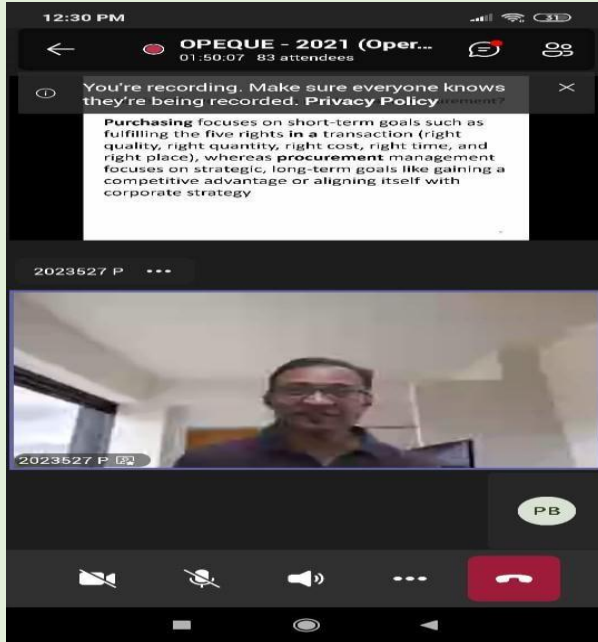 12:30 PM
31
OPEQUE - 2021 (Oper...
01:50:07 83 attendees
You're recording. Make sure everyone knows
they're being recorded. Privacy Policy
Purchasing focuses on short-term goals such as
fulfilling the five rights in a transaction (right
quality, right quantity, right cost, right time, and
right place), whereas procurement management
focuses on strategic, long-term goals like gaining a
competitive advantage or aligning itself with
corporate strategy
2023527 P •••
2023527 P
PB